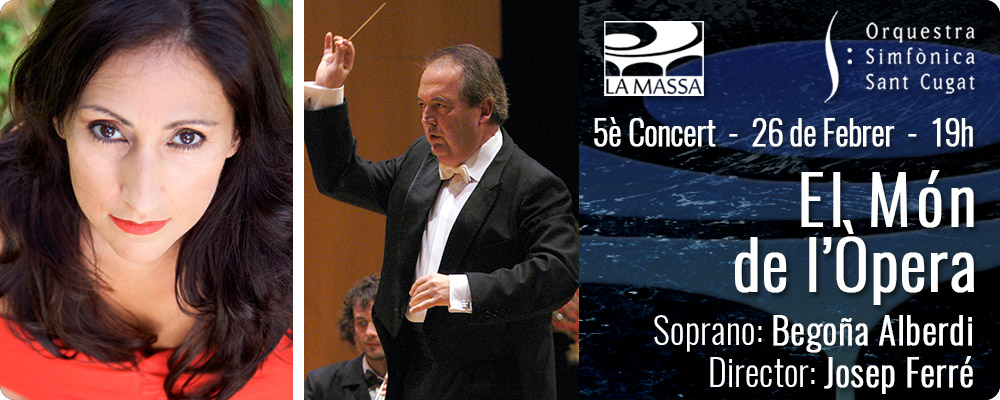 LA MASSA
Orquestra
Simfònica
Sant Cugat
5è Concert - 26 de Febrer - 19h
El Món
de l'Òpera
Soprano: Begoña Alberdi
Director: Josep Ferré